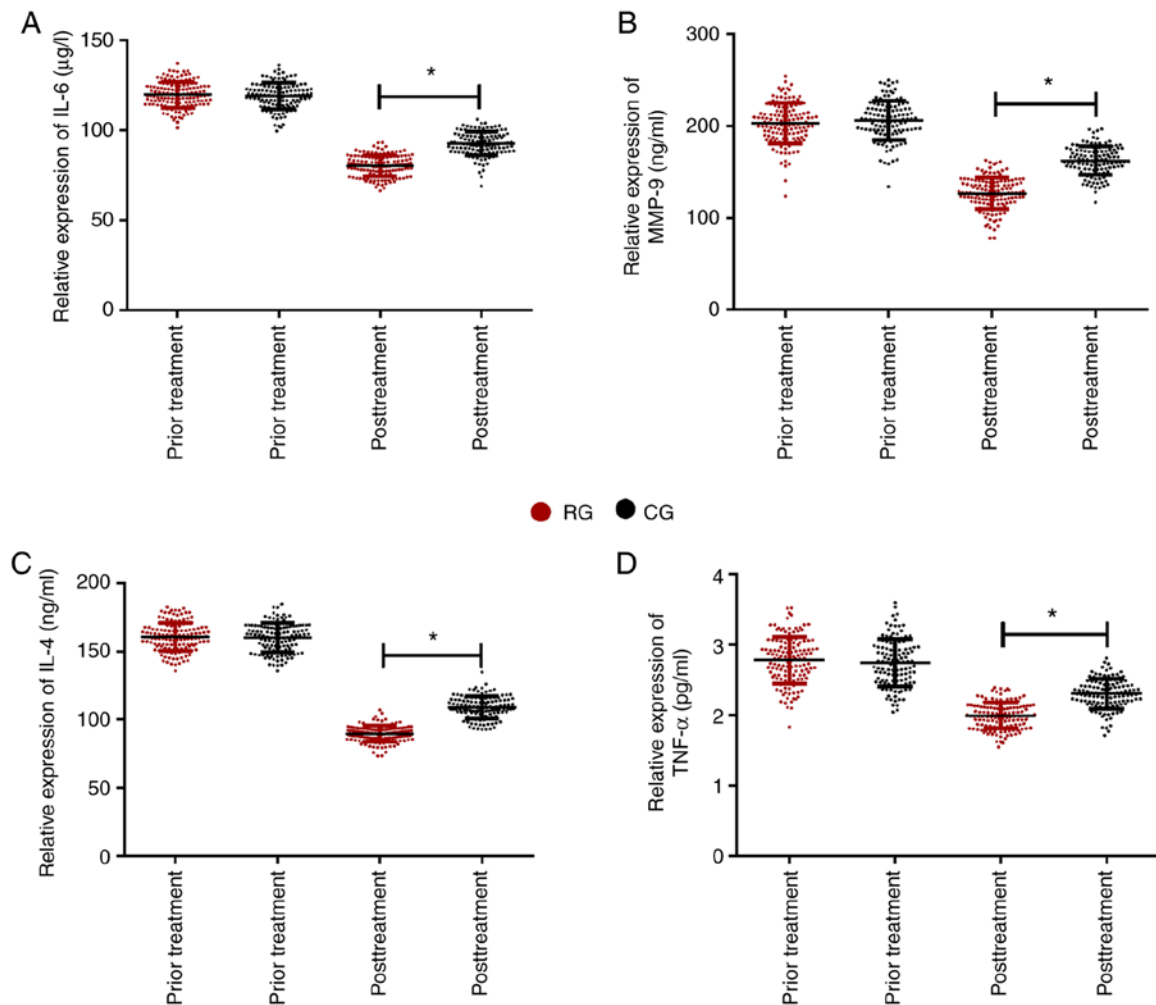 A
Relative expression of IL-6 (µg/l)
150
100
50
0
*
Prior treatment
Prior treatment
Posttreatment
Posttreatment
B
Relative expression of
MMP-9 (ng/ml)
300
200
100
0
*
Prior treatment
Prior treatment
Posttreatment
Posttreatment
RG
CG
C
Relative expression of IL-4 (ng/ml)
200
150
100
50
0
*
Prior treatment
Prior treatment
Posttreatment
Posttreatment
D
Relative expression of
TNF-α (pg/ml)
4
3
2
1
0
*
Prior treatment
Prior treatment
Posttreatment
Posttreatment